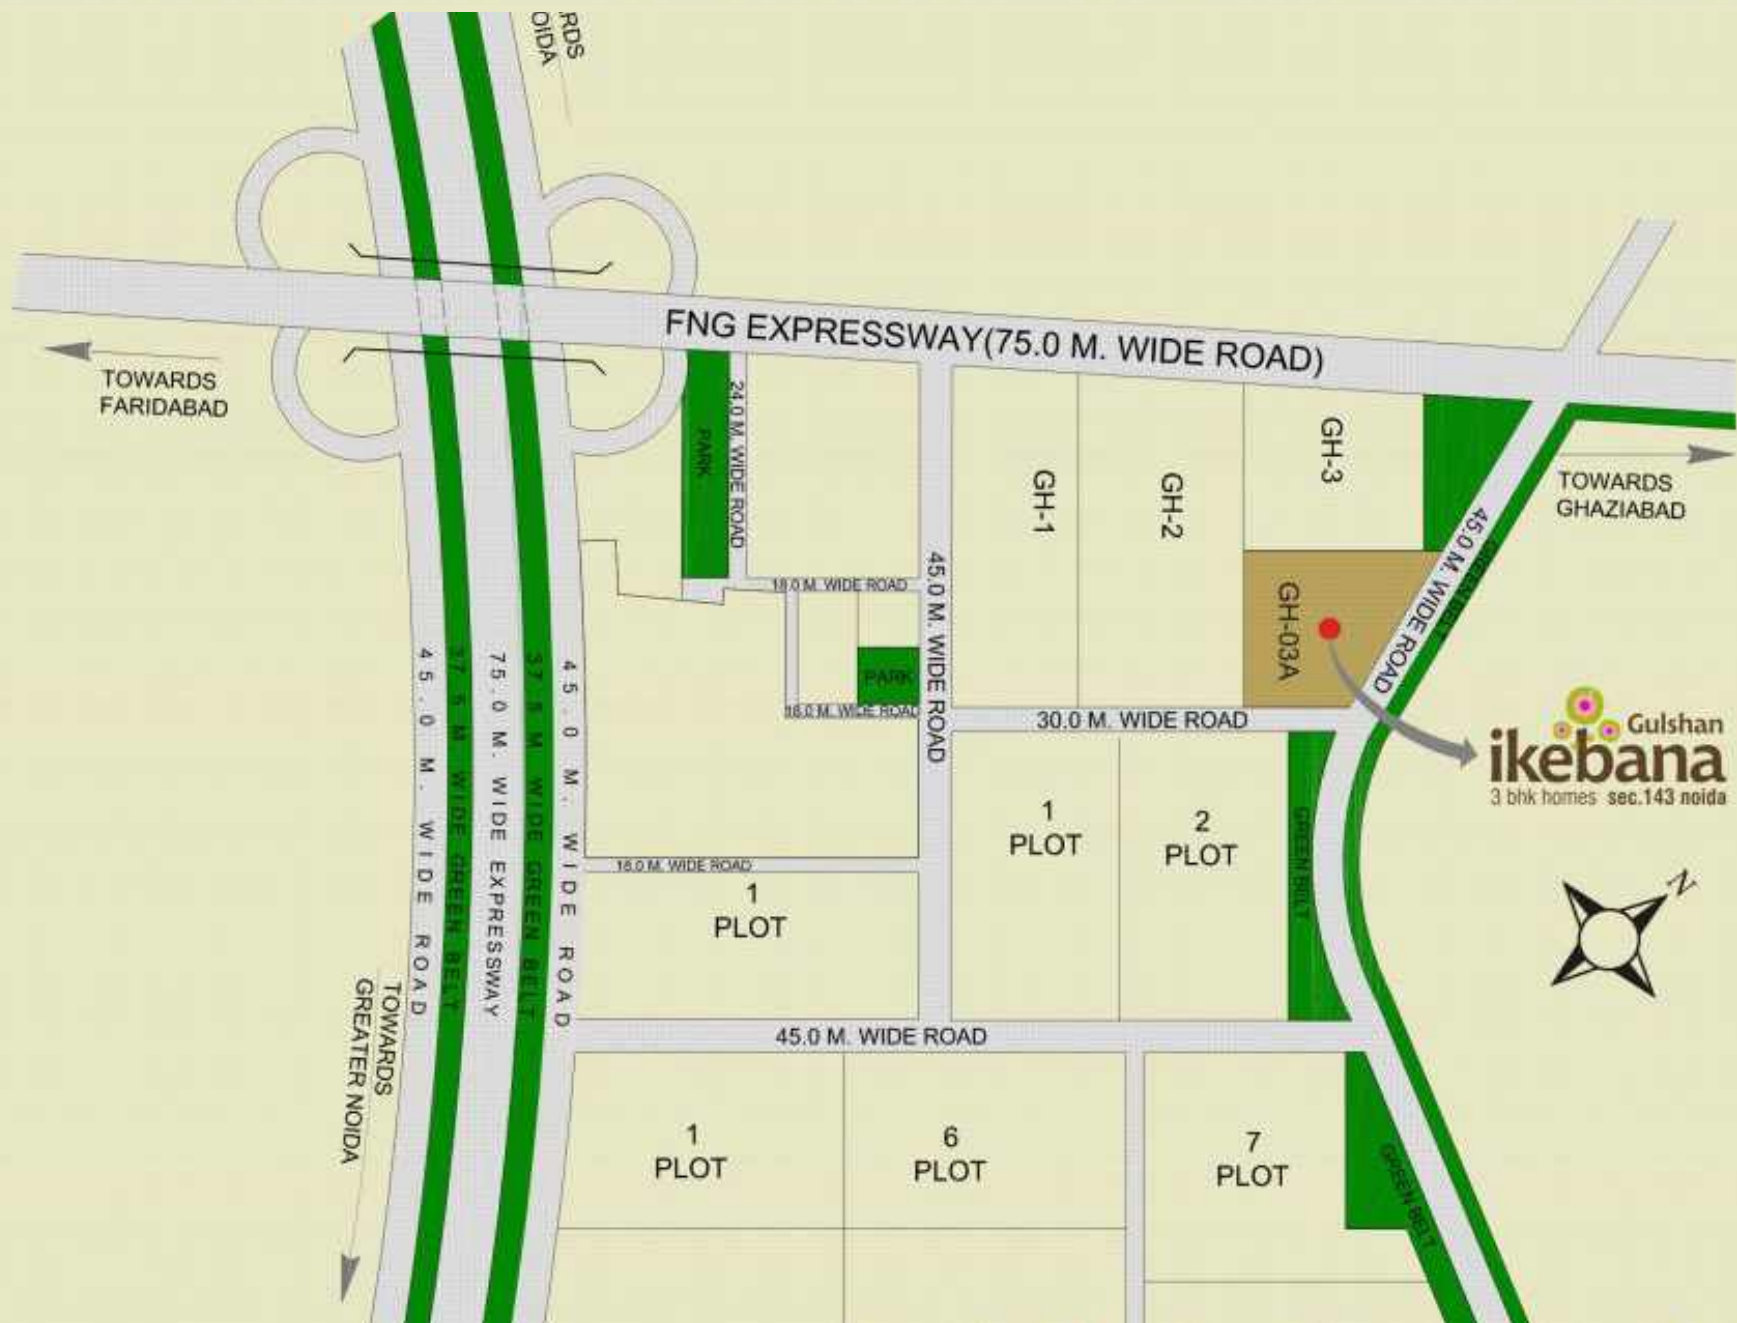 RDS
OIDA
FNG EXPRESSWAY(75.0 M. WIDE ROAD)
TOWARDS
FARIDABAD
PARK
24.0 M. WIDE ROAD
GH-1
GH-2
GH-3
TOWARDS
GHAZIABAD
45.0 M. WIDE ROAD
GREEN BELT
18.0 M. WIDE ROAD
45.0 M. WIDE ROAD
GH-03A
PARK
18.0 M. WIDE ROAD
30.0 M. WIDE ROAD
Gulshan
ikebana
3 bhk homes sec.143 noida
45.0 M. WIDE ROAD
37.5 M WIDE GREEN BELT
75.0 M. WIDE EXPRESSWAY
37.5 M WIDE GREEN BELT
45.0 M. WIDE ROAD
1
PLOT
2
PLOT
GREEN BELT
18.0 M. WIDE ROAD
1
PLOT
N
TOWARDS
GREATER NOIDA
45.0 M. WIDE ROAD
1
PLOT
6
PLOT
7
PLOT
GREEN BELT